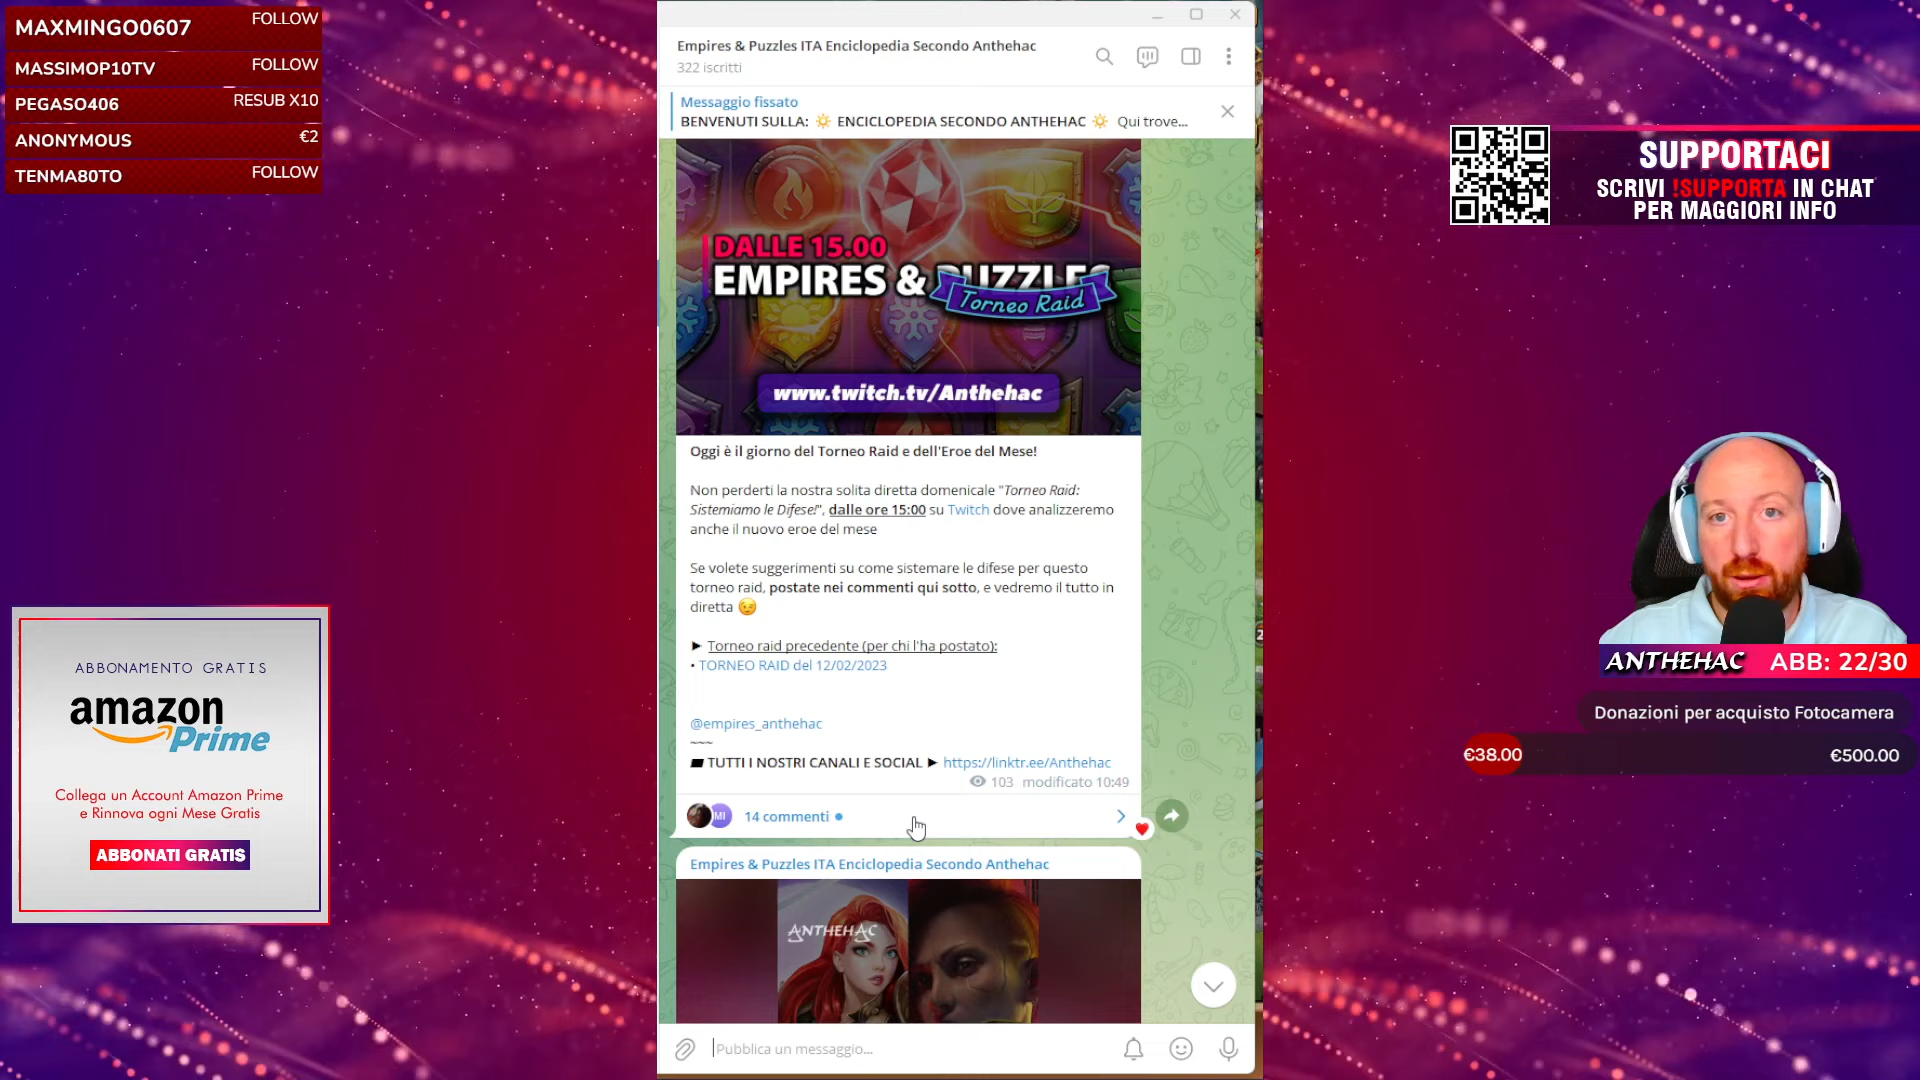 MAXMINGO0607 FOLLOW
MASSIMOP10TV FOLLOW
PEGASO406 RESUB X10
ANONYMOUS €2
TENMA80TO FOLLOW
ABBONAMENTO GRATIS
amazon
Prime
Collega un Account Amazon Prime
e Rinnova ogni Mese Gratis
ABBONATI GRATIS
Empires & Puzzles ITA Enciclopedia Secondo Anthehac
322 iscritti
Messaggio fissato
BENVENUTI SULLA: ☀️ ENCICLOPEDIA SECONDO ANTHEHAC ☀️ Qui trove...
DALLE 15.00
EMPIRES & PUZZLES
Torneo Raid
www.twitch.tv/Anthehac
Oggi è il giorno del Torneo Raid e dell'Eroe del Mese!
Non perderti la nostra solita diretta domenicale "Torneo Raid:
Sistemiamo le Difese!", dalle ore 15:00 su Twitch dove analizzeremo
anche il nuovo eroe del mese
Se volete suggerimenti su come sistemare le difese per questo
torneo raid, postate nei commenti qui sotto, e vedremo il tutto in
diretta 😉
► Torneo raid precedente (per chi l'ha postato):
• TORNEO RAID del 12/02/2023
@empires_anthehac
~~~
TUTTI I NOSTRI CANALI E SOCIAL ► https://linktr.ee/Anthehac
103 modificato 10:49
MI 14 commenti
Empires & Puzzles ITA Enciclopedia Secondo Anthehac
ANTHEHAC
Pubblica un messaggio...
SUPPORTACI
SCRIVI !SUPPORTA IN CHAT
PER MAGGIORI INFO
ANTHEHAC ABB: 22/30
Donazioni per acquisto Fotocamera
€38.00 €500.00